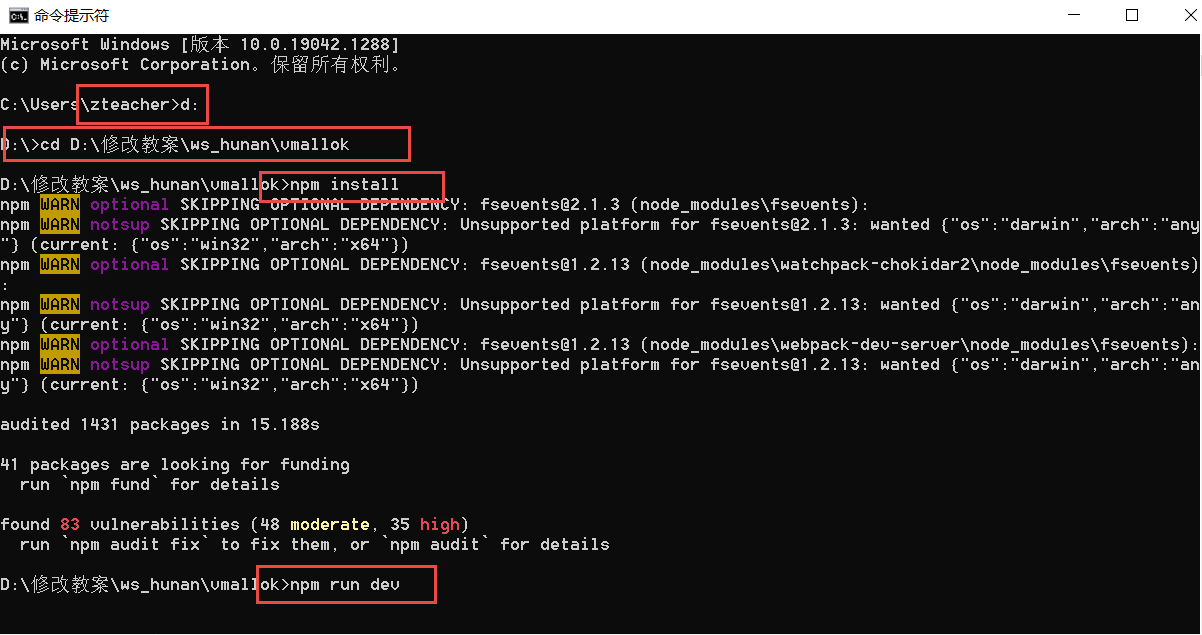 命令提示符
Microsoft Windows [版本 10.0.19042.1288]
(c) Microsoft Corporation。保留所有权利。
C:\Users\zteacher>d:
D:\>cd D:\修改教案\ws_hunan\vmallok
D:\修改教案\ws_hunan\vmallok>npm install
npm WARN optional SKIPPING OPTIONAL DEPENDENCY: fsevents@2.1.3 (node_modules\fsevents):
npm WARN notsup SKIPPING OPTIONAL DEPENDENCY: Unsupported platform for fsevents@2.1.3: wanted {"os":"darwin","arch":"any
"} (current: {"os":"win32","arch":"x64"})
npm WARN optional SKIPPING OPTIONAL DEPENDENCY: fsevents@1.2.13 (node_modules\watchpack-chokidar2\node_modules\fsevents)
:
npm WARN notsup SKIPPING OPTIONAL DEPENDENCY: Unsupported platform for fsevents@1.2.13: wanted {"os":"darwin","arch":"an
y"} (current: {"os":"win32","arch":"x64"})
npm WARN optional SKIPPING OPTIONAL DEPENDENCY: fsevents@1.2.13 (node_modules\webpack-dev-server\node_modules\fsevents):
npm WARN notsup SKIPPING OPTIONAL DEPENDENCY: Unsupported platform for fsevents@1.2.13: wanted {"os":"darwin","arch":"an
y"} (current: {"os":"win32","arch":"x64"})
audited 1431 packages in 15.188s
41 packages are looking for funding
run `npm fund` for details
found 83 vulnerabilities (48 moderate, 35 high)
run `npm audit fix` to fix them, or `npm audit` for details
D:\修改教案\ws_hunan\vmallok>npm run dev